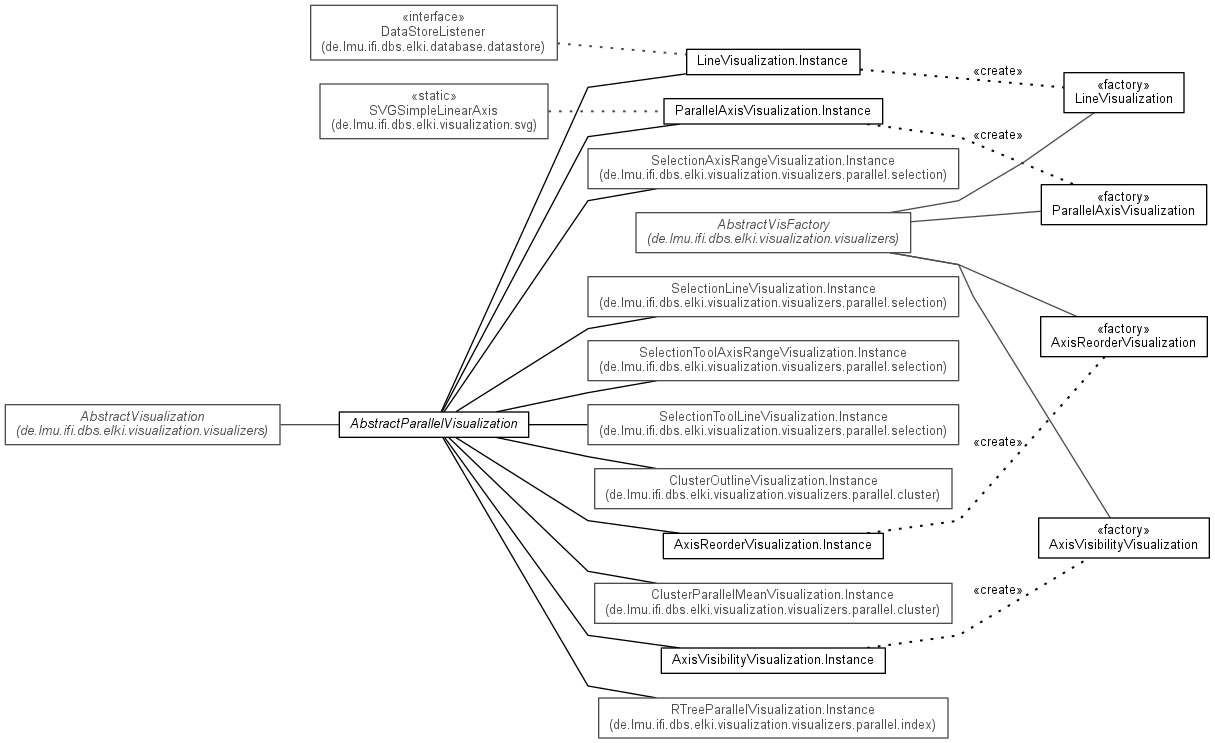 «interface»
DataStoreListener
(de.lmu.ifi.dbs.elki.database.datastore)
LineVisualization.Instance
«create»
«factory»
LineVisualization
«static»
SVGSimpleLinearAxis
(de.lmu.ifi.dbs.elki.visualization.svg)
ParallelAxisVisualization.Instance
«create»
SelectionAxisRangeVisualization.Instance
(de.lmu.ifi.dbs.elki.visualization.visualizers.parallel.selection)
«factory»
ParallelAxisVisualization
AbstractVisFactory
(de.lmu.ifi.dbs.elki.visualization.visualizers)
SelectionLineVisualization.Instance
(de.lmu.ifi.dbs.elki.visualization.visualizers.parallel.selection)
«factory»
AxisReorderVisualization
SelectionToolAxisRangeVisualization.Instance
(de.lmu.ifi.dbs.elki.visualization.visualizers.parallel.selection)
AbstractVisualization
(de.lmu.ifi.dbs.elki.visualization.visualizers)
AbstractParallelVisualization
SelectionToolLineVisualization.Instance
(de.lmu.ifi.dbs.elki.visualization.visualizers.parallel.selection)
«create»
ClusterOutlineVisualization.Instance
(de.lmu.ifi.dbs.elki.visualization.visualizers.parallel.cluster)
AxisReorderVisualization.Instance
«factory»
AxisVisibilityVisualization
ClusterParallelMeanVisualization.Instance
(de.lmu.ifi.dbs.elki.visualization.visualizers.parallel.cluster)
«create»
AxisVisibilityVisualization.Instance
RTreeParallelVisualization.Instance
(de.lmu.ifi.dbs.elki.visualization.visualizers.parallel.index)